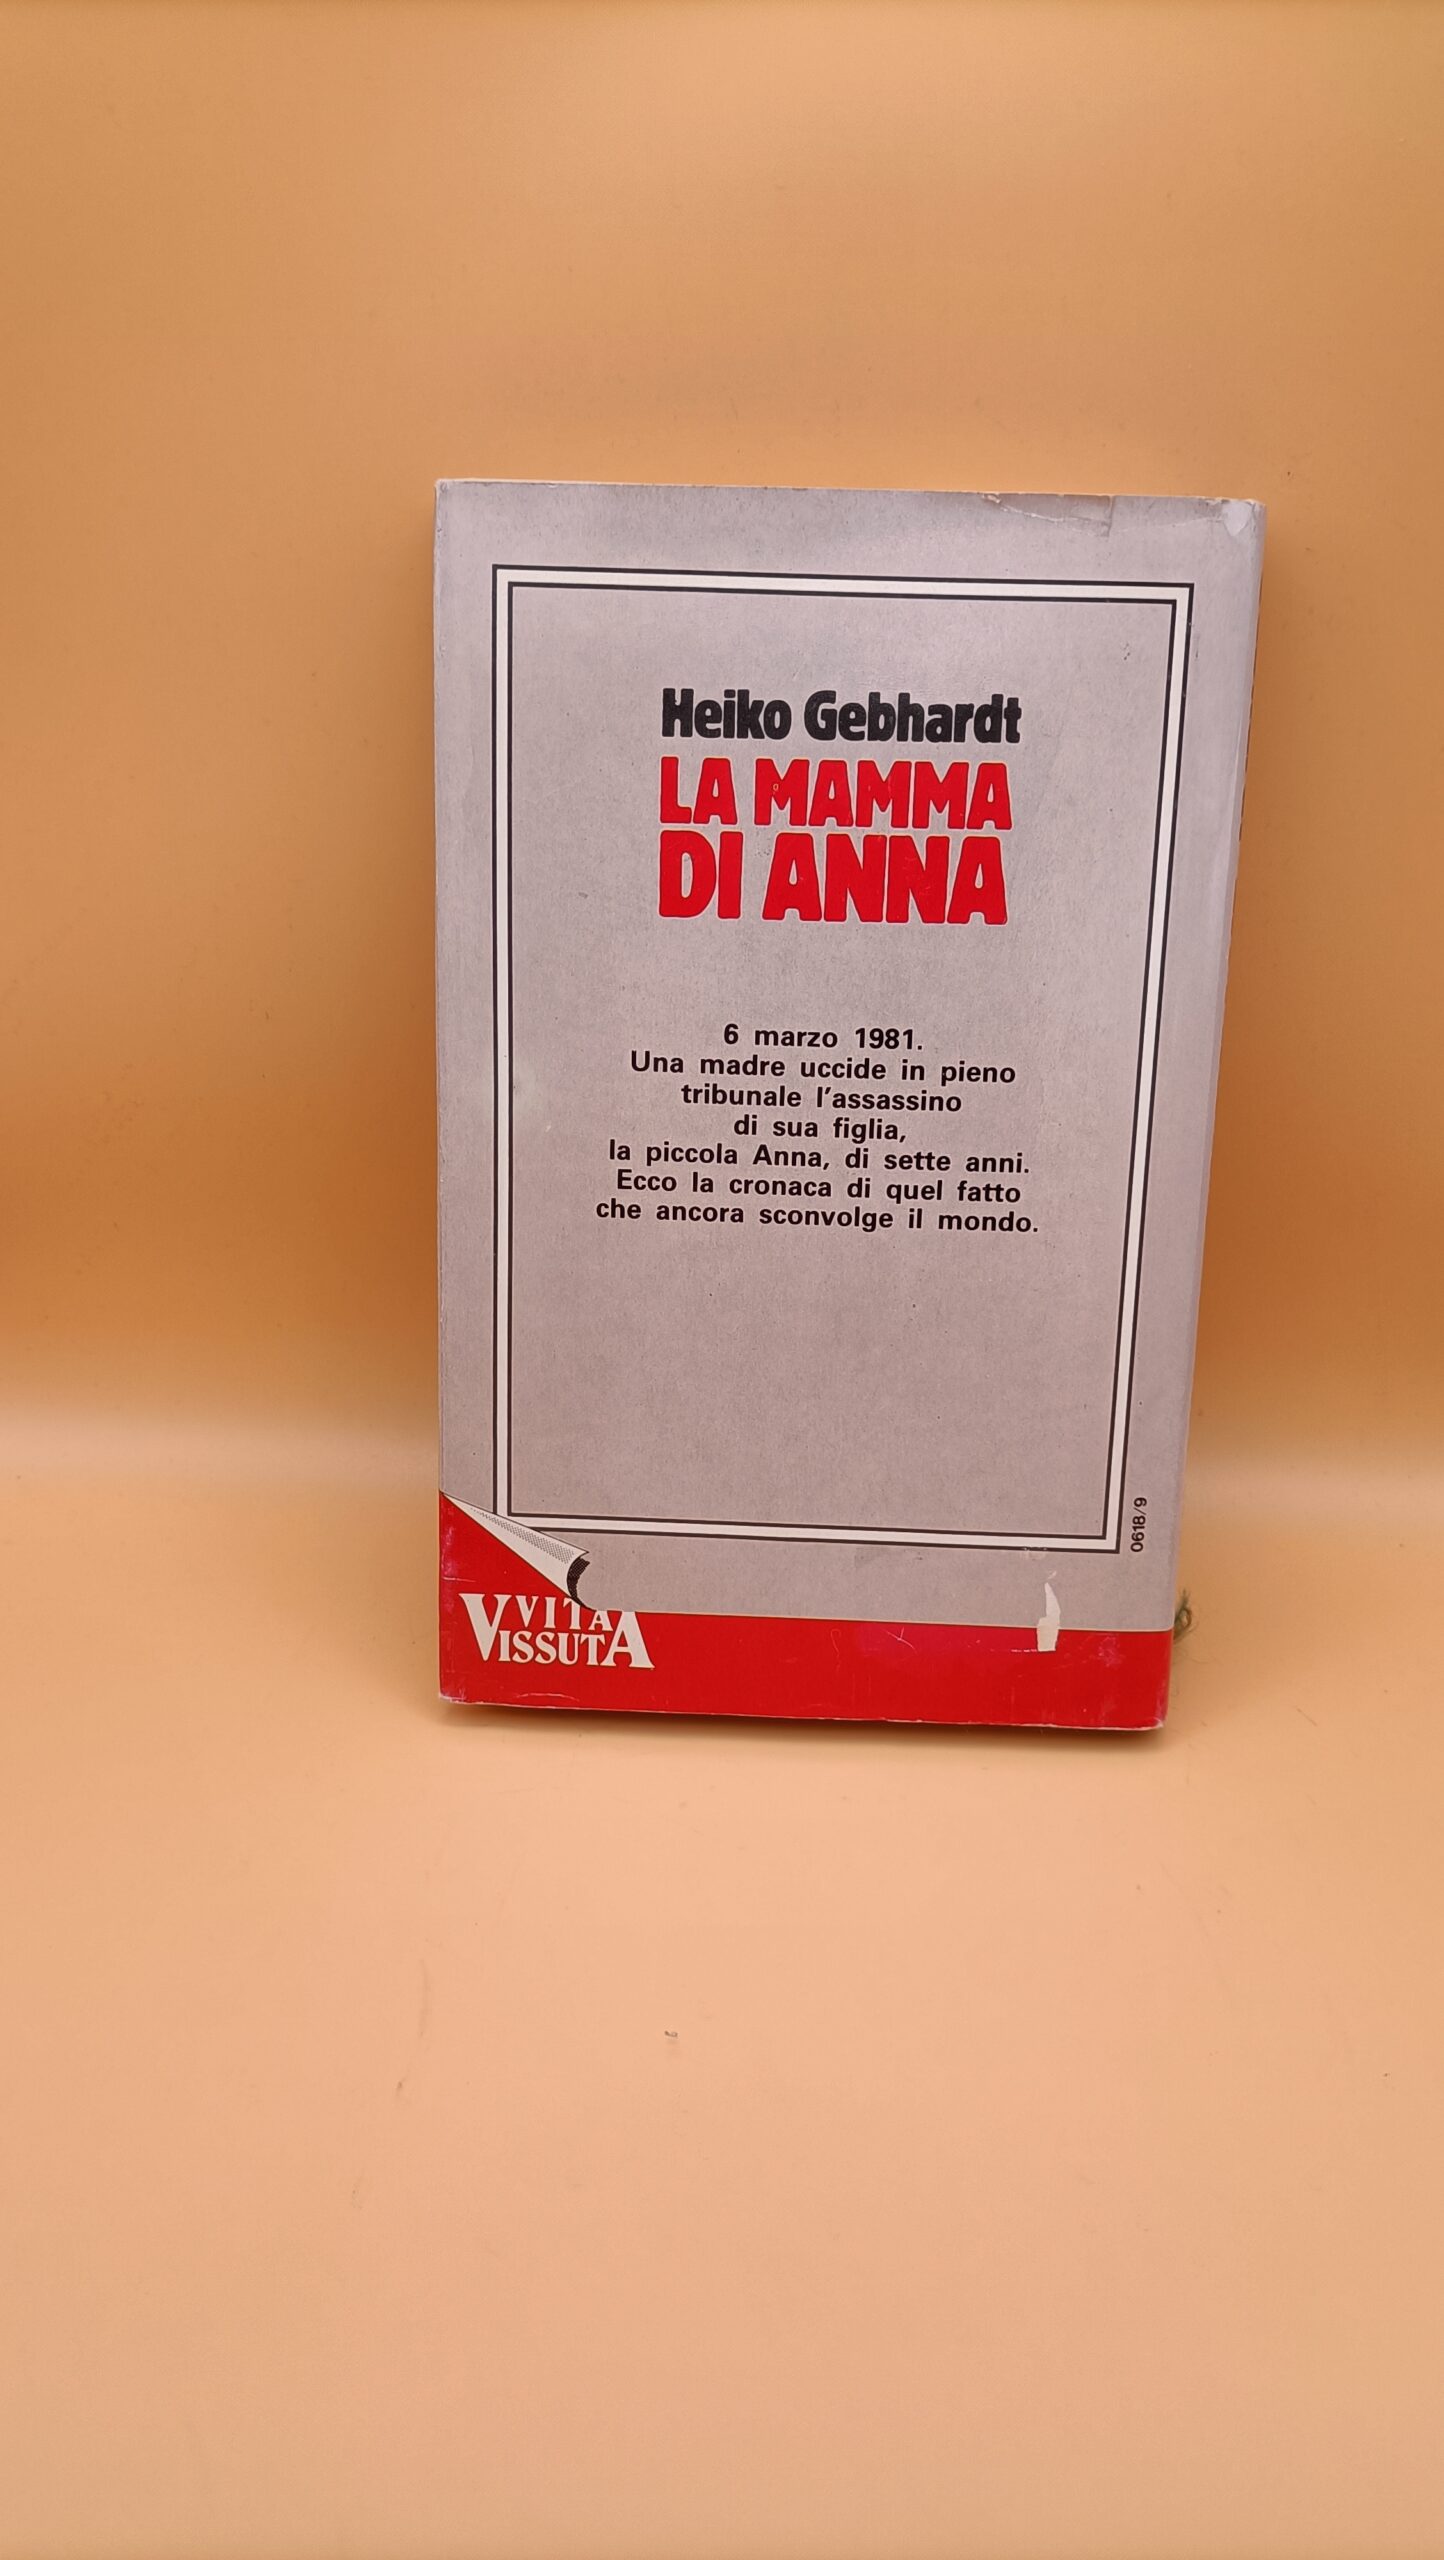 Heiko Gebhardt
LA MAMMA
DI ANNA
6 marzo 1981.
Una madre uccide in pieno
tribunale l'assassino
di sua figlia,
la piccola Anna, di sette anni.
Ecco la cronaca di quel fatto
che ancora sconvolge il mondo.
0618/9
VITA
VISSUTA